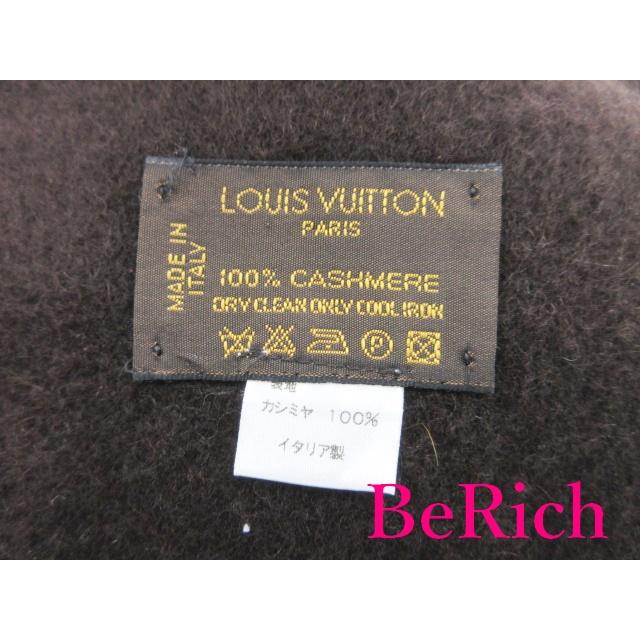 LOUIS VUITTON
PARIS
MADE IN
ITALY
100% CASHMERE
DRY CLEAN ONLY COOL IRON
P
表地
カシミヤ 100%
イタリア製
BeRich